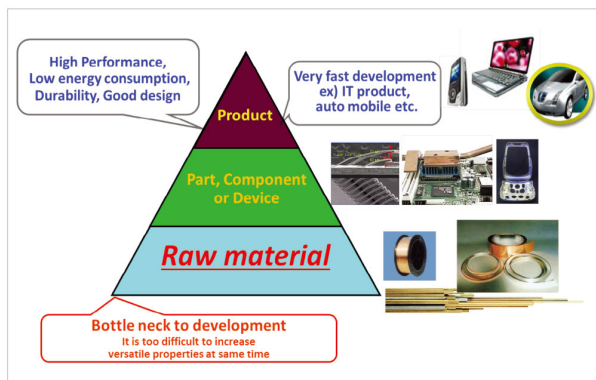 High Performance,
Low energy consumption,
Durability, Good design
Very fast development
ex) IT product,
auto mobile etc.
Product
Part, Component
or Device
Raw material
Bottle neck to development
It is too difficult to increase
versatile properties at same time